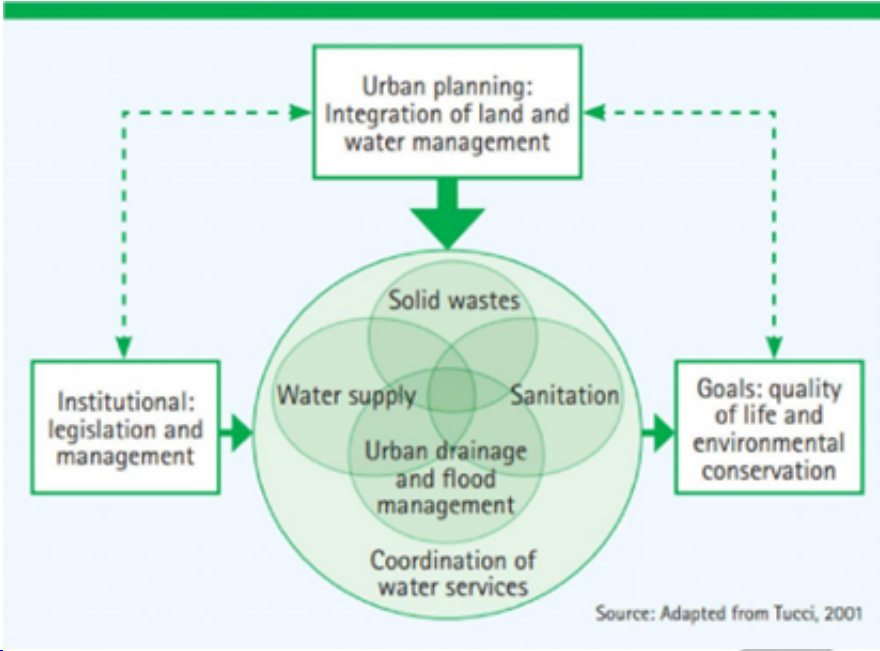 Urban planning:
Integration of land and
water management
Solid wastes
Water supply
Sanitation
Urban drainage
and flood
management
Coordination of
water services
Institutional:
legislation and
management
Goals: quality
of life and
environmental
conservation
Source: Adapted from Tucci, 2001